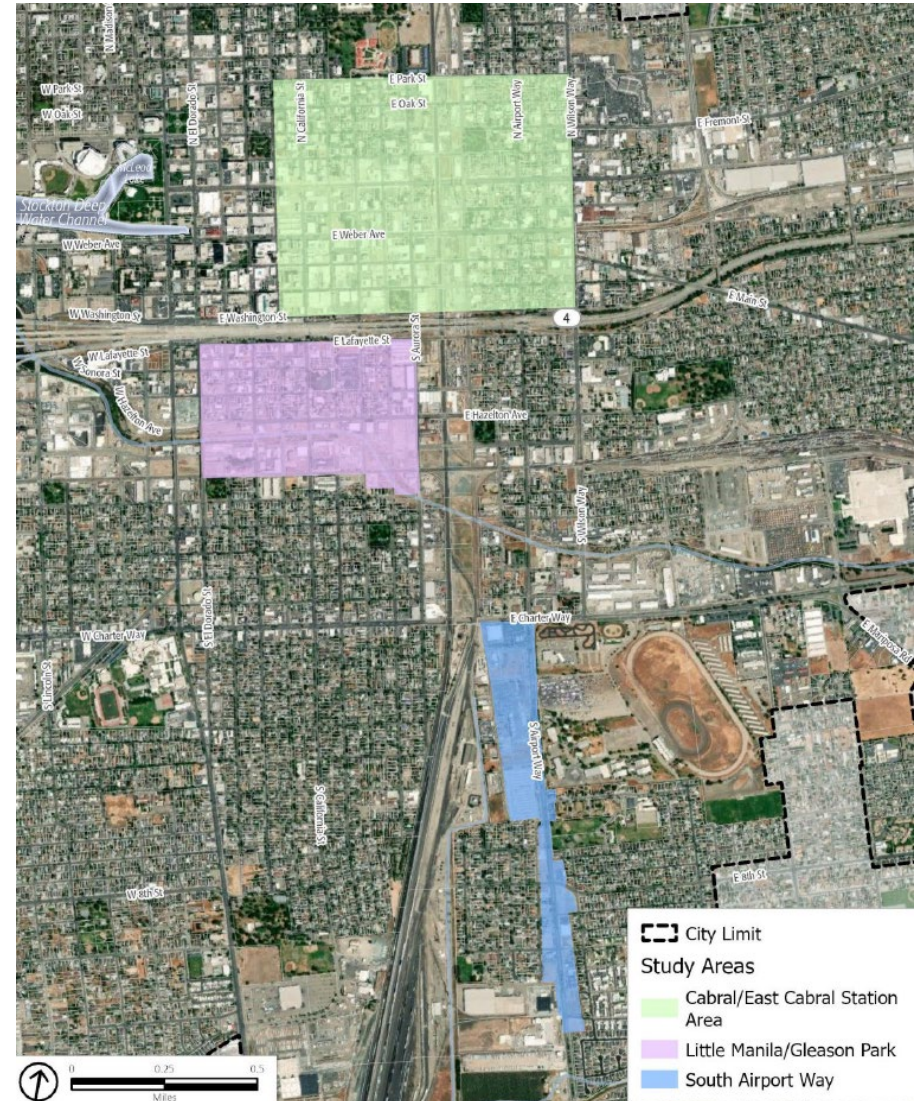 N Madison
W Park St
W Oak St
N El Dorado St
N California St
E Park St
E Oak St
N Airport Way
N Wilson Way
E Fremont St
McLeod
Stockton Deep
Water Channel
W Weber Ave
E Weber Ave
W Washington St
E Washington St
4
E Main St
W Lafayette St
E Lafayette St
S Aurora St
W Sonora St
W Hazelton Ave
E Hazelton Ave
S Wilson Way
S El Dorado St
W Charter Way
E Charter Way
E Mariposa Rd
S Lincoln St
S Airport Way
S California St
W 8th St
E 8th St
City Limit
Study Areas
Cabral/East Cabral Station
Area
Little Manila/Gleason Park
South Airport Way
0 0.25 0.5
Miles